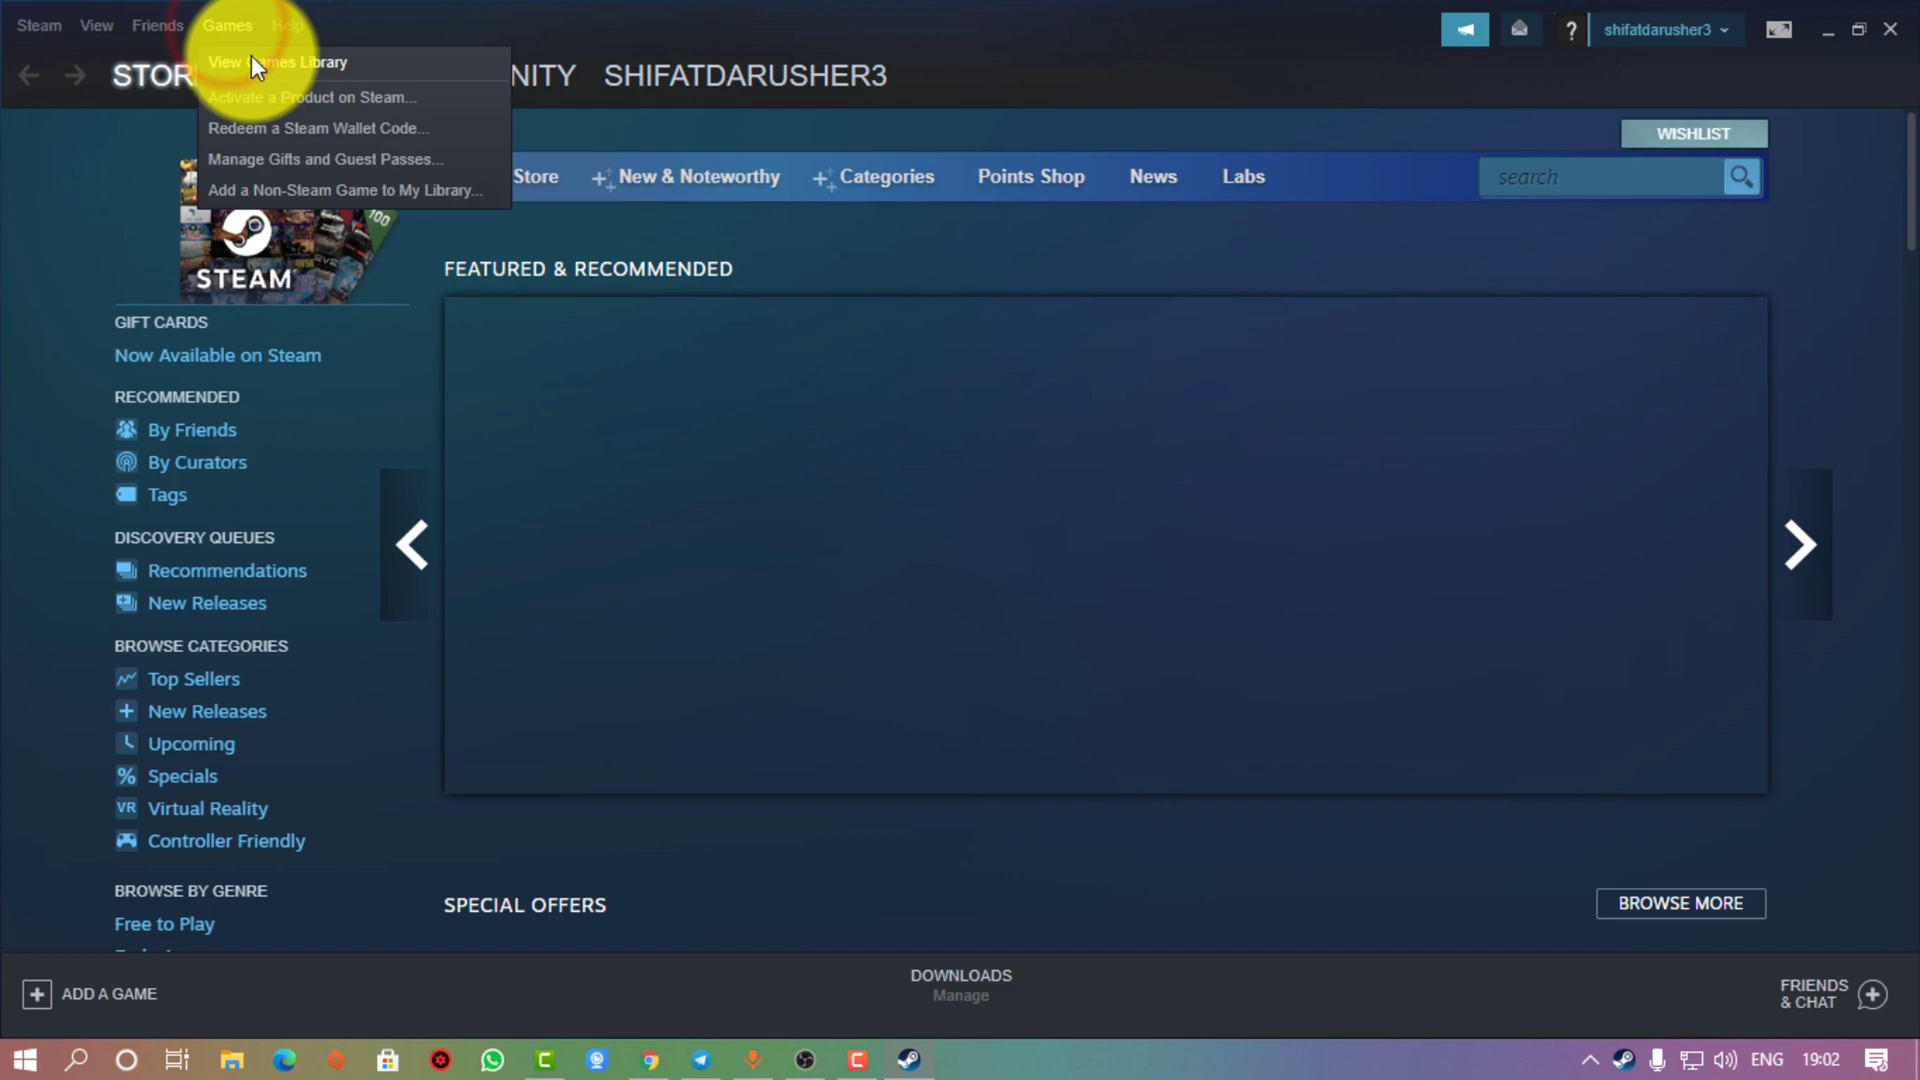 Steam View Friends Games Help
shifatdarusher3
View Games Library
STOR NITY SHIFATDARUSHER3
Activate a Product on Steam...
Redeem a Steam Wallet Code...
Manage Gifts and Guest Passes...
Add a Non-Steam Game to My Library...
WISHLIST
Store New & Noteworthy Categories Points Shop News Labs search
100
STEAM
FEATURED & RECOMMENDED
GIFT CARDS
Now Available on Steam
RECOMMENDED
By Friends
By Curators
Tags
DISCOVERY QUEUES
Recommendations
New Releases
BROWSE CATEGORIES
Top Sellers
New Releases
Upcoming
% Specials
VR Virtual Reality
Controller Friendly
BROWSE BY GENRE
Free to Play
SPECIAL OFFERS
BROWSE MORE
ADD A GAME
DOWNLOADS
Manage
FRIENDS
& CHAT
ENG 19:02